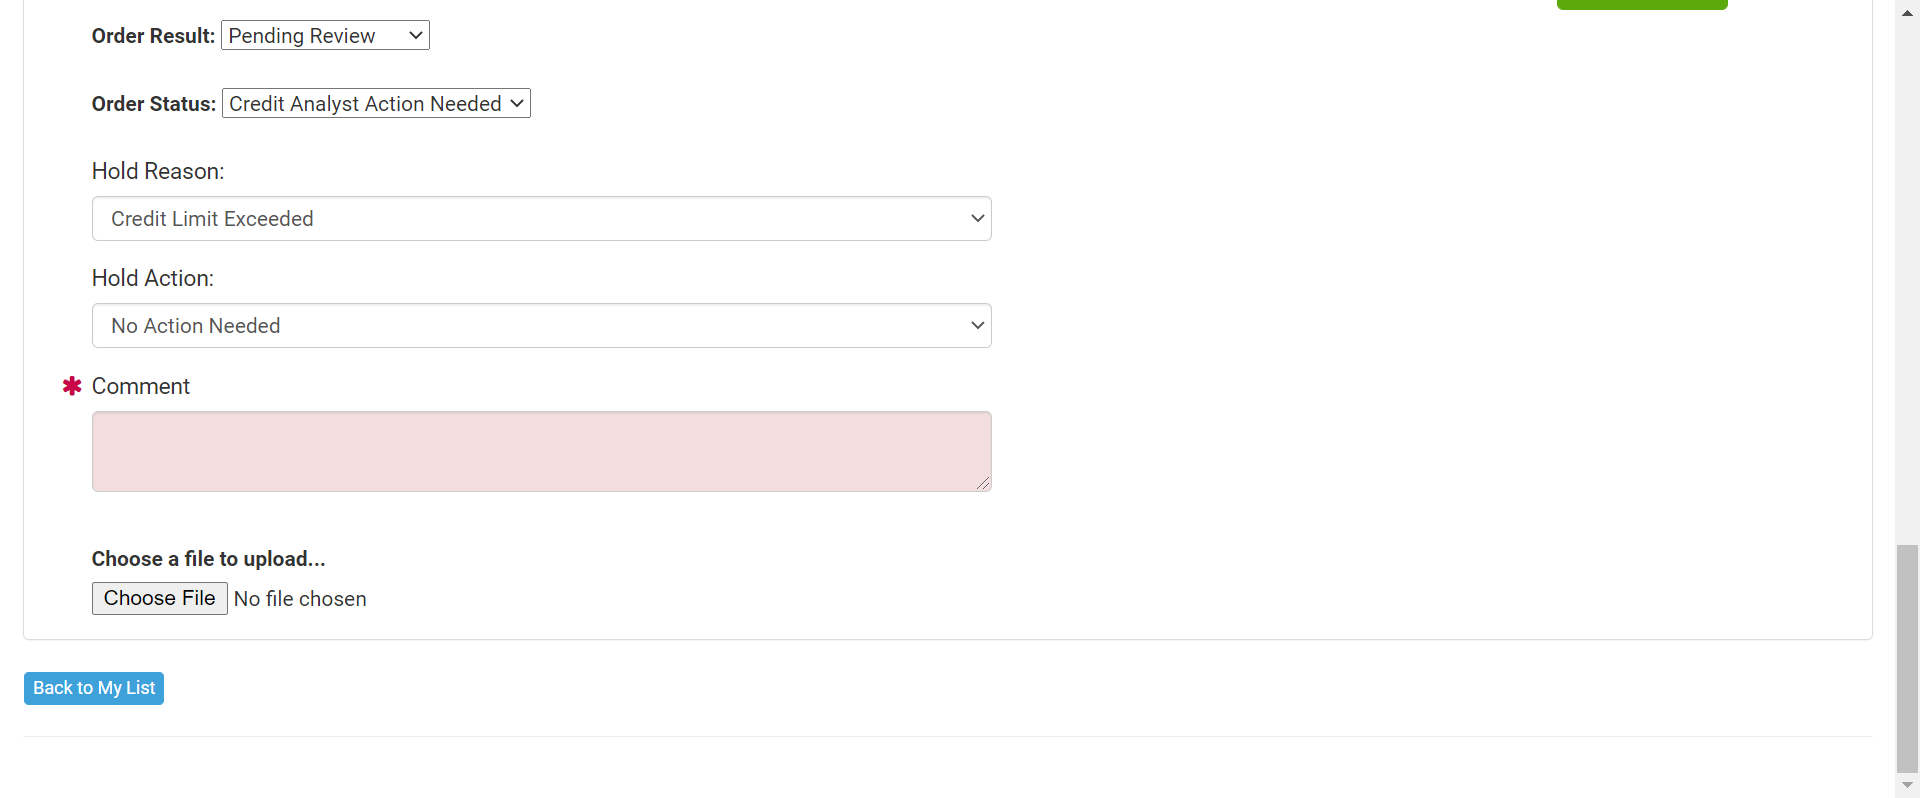 Order Result: Pending Review
Order Status: Credit Analyst Action Needed
Hold Reason:
Credit Limit Exceeded
Hold Action:
No Action Needed
✱ Comment
Choose a file to upload...
Choose File No file chosen
Back to My List